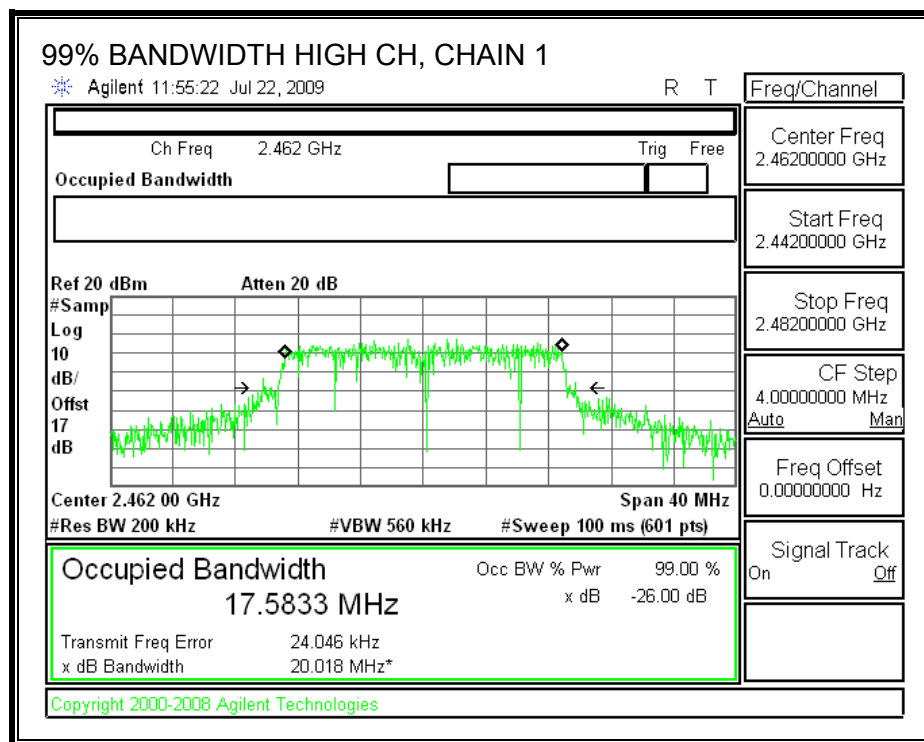 99% BANDWIDTH HIGH CH, CHAIN 1
Agilent 11:55:22 Jul 22, 2009 R T
Freq/Channel
Ch Freq 2.462 GHz Trig Free
Occupied Bandwidth
Center Freq
2.46200000 GHz
Start Freq
2.44200000 GHz
Stop Freq
2.48200000 GHz
CF Step
4.00000000 MHz
Auto Man
Freq Offset
0.00000000 Hz
Signal Track
On Off
Ref 20 dBm Atten 20 dB
#Samp
Log
10
dB/
Offst
17
dB
Center 2.462 00 GHz Span 40 MHz
#Res BW 200 kHz #VBW 560 kHz #Sweep 100 ms (601 pts)
Occupied Bandwidth
17.5833 MHz
Occ BW % Pwr 99.00 %
x dB -26.00 dB
Transmit Freq Error 24.046 kHz
x dB Bandwidth 20.018 MHz*
Copyright 2000-2008 Agilent Technologies